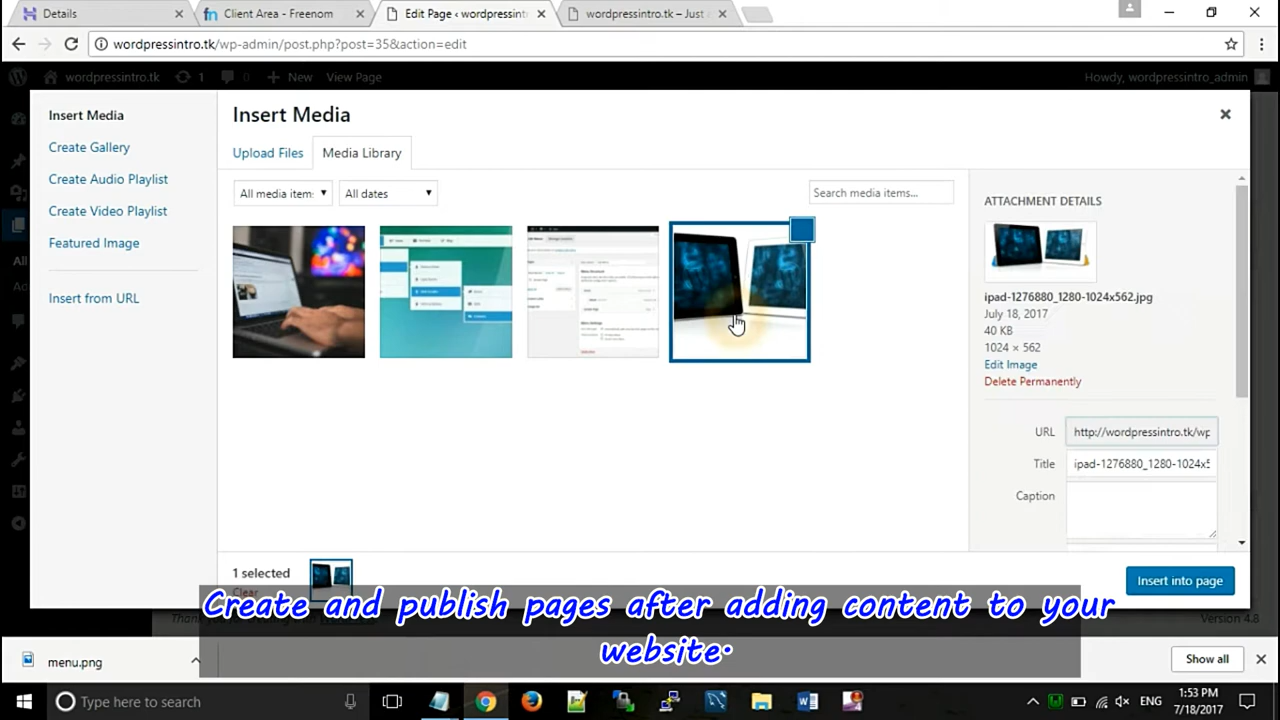 Details
Client Area - Freenom
Edit Page ‹ wordpressintr
wordpressintro.tk – Just a
wordpressintro.tk/wp-admin/post.php?post=35&action=edit
wordpressintro.tk 1 0 New View Page Howdy, wordpressintro_admin
Insert Media
Create Gallery
Create Audio Playlist
Create Video Playlist
Featured Image
Insert from URL
Insert Media
Upload Files Media Library
All media item All dates Search media items...
ATTACHMENT DETAILS
ipad-1276880_1280-1024x562.jpg
July 18, 2017
40 KB
1024 × 562
Edit Image
Delete Permanently
URL http://wordpressintro.tk/wp
Title ipad-1276880_1280-1024x5
Caption
1 selected
Clear
Insert into page
Version 4.8
Create and publish pages after adding content to your
website.
menu.png Show all
Type here to search ENG 1:53 PM
7/18/2017